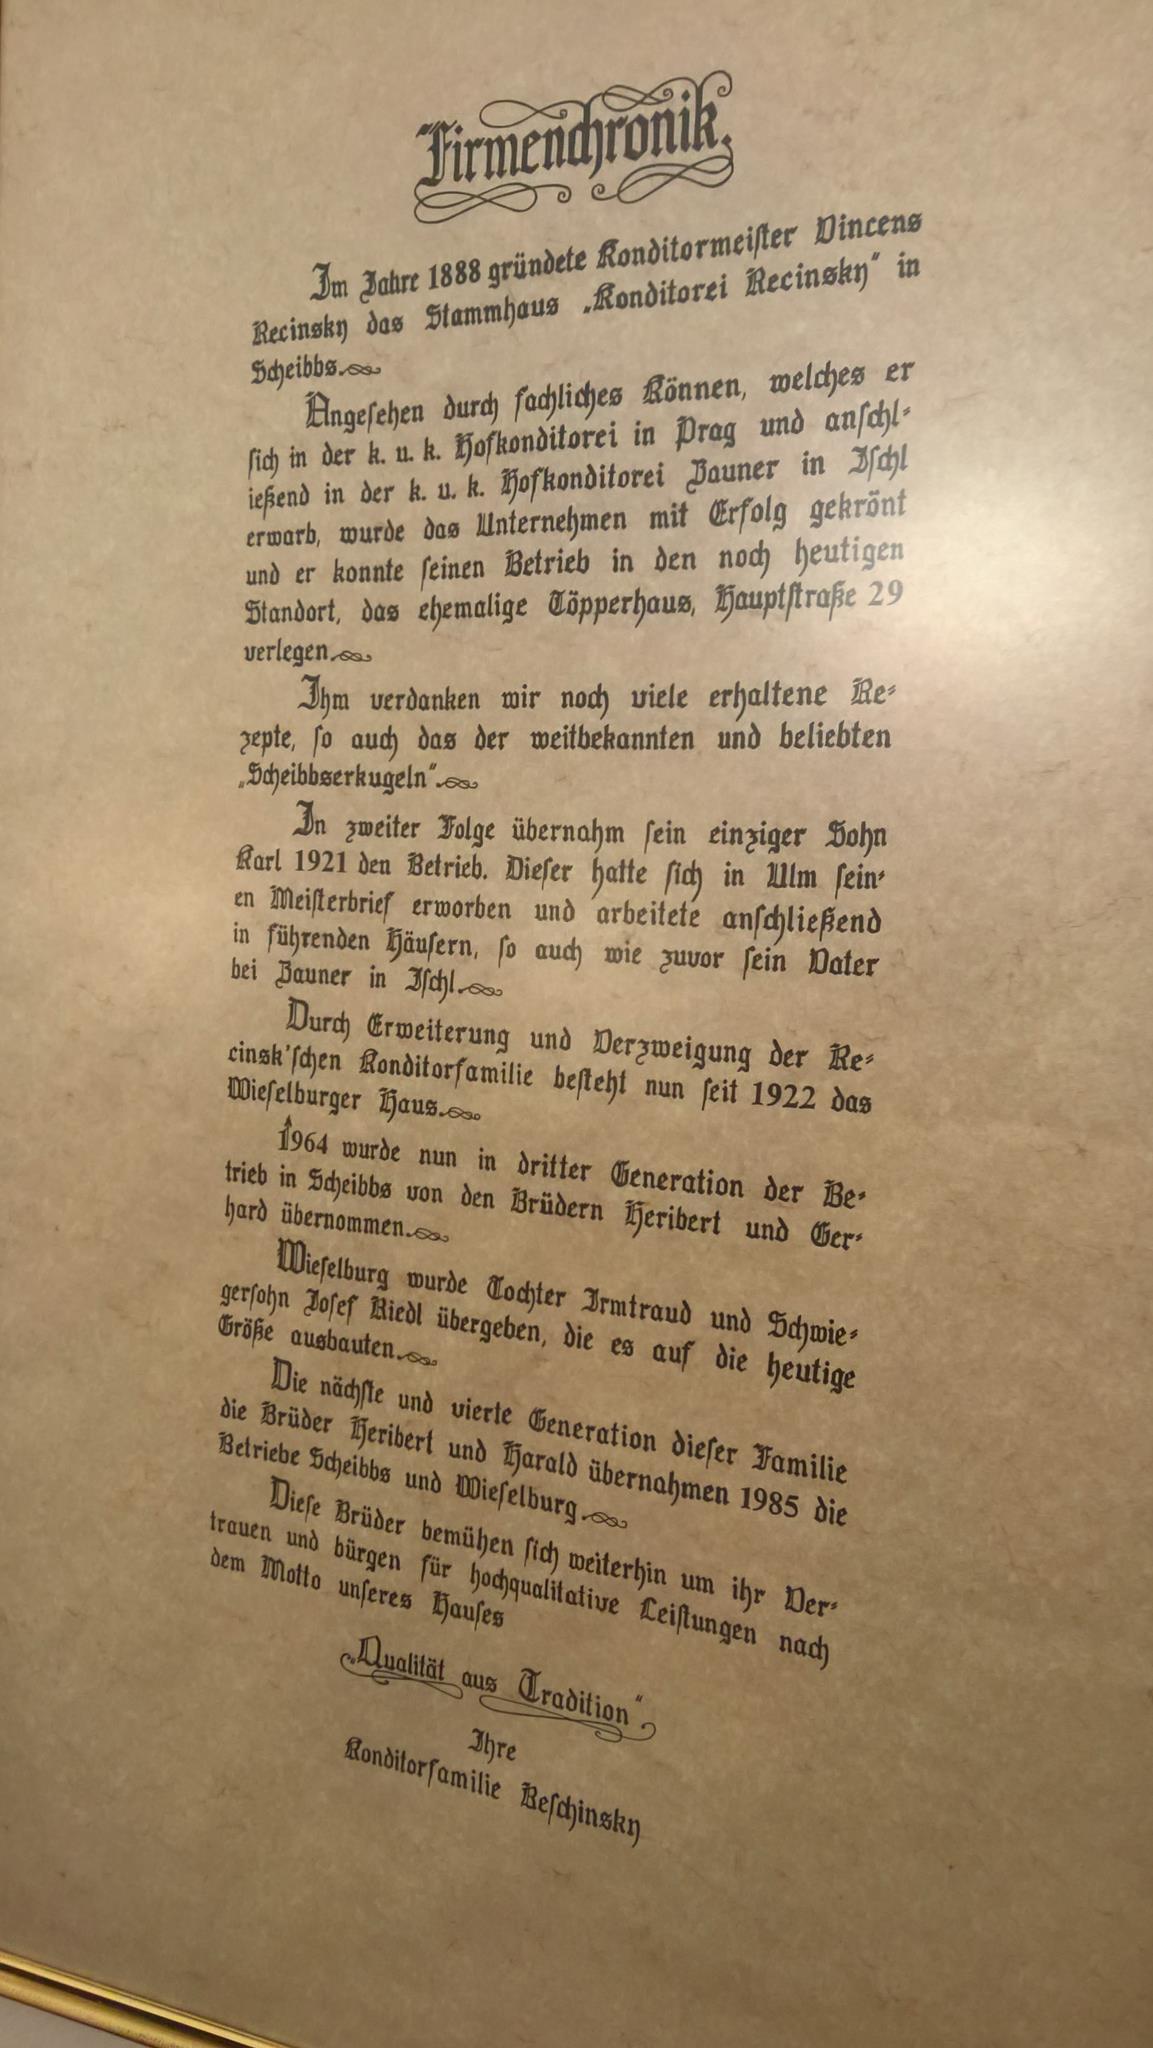 Firmenchronik
Im Jahre 1888 gründete Konditormeister Vincens
Recinsky das Stammhaus „Konditorei Recinsky" in
Scheibbs.
Angesehen durch fachliches Können, welches er
sich in der k. u. k. Hofkonditorei in Prag und anschl-
ießend in der k. u. k. Hofkonditorei Zauner in Ischl
erwarb, wurde das Unternehmen mit Erfolg gekrönt
und er konnte seinen Betrieb in den noch heutigen
Standort, das ehemalige Töpperhaus, Hauptstraße 29
verlegen.
Ihm verdanken wir noch viele erhaltene Re-
zepte, so auch das der weitbekannten und beliebten
„Scheibbserkugeln".
In zweiter Folge übernahm sein einziger Sohn
Karl 1921 den Betrieb. Dieser hatte sich in Ulm sein-
en Meisterbrief erworben und arbeitete anschließend
in führenden Häusern, so auch wie zuvor sein Vater
bei Zauner in Ischl.
Durch Erweiterung und Verzweigung der Re-
cinsk'schen Konditorfamilie besteht nun seit 1922 das
Wieselburger Haus.
1964 wurde nun in dritter Generation der Be-
trieb in Scheibbs von den Brüdern Heribert und Ger-
hard übernommen.
Wieselburg wurde Tochter Irmtraud und Schwie-
gersohn Josef Riedl übergeben, die es auf die heutige
Größe ausbauten.
Die nächste und vierte Generation dieser Familie
die Brüder Heribert und Harald übernahmen 1985 die
Betriebe Scheibbs und Wieselburg.
Diese Brüder bemühen sich weiterhin um ihr Ver-
trauen und bürgen für hochqualitative Leistungen nach
dem Motto unseres Hauses
„Qualität aus Tradition"
Ihre
Konditorfamilie Reschinsky